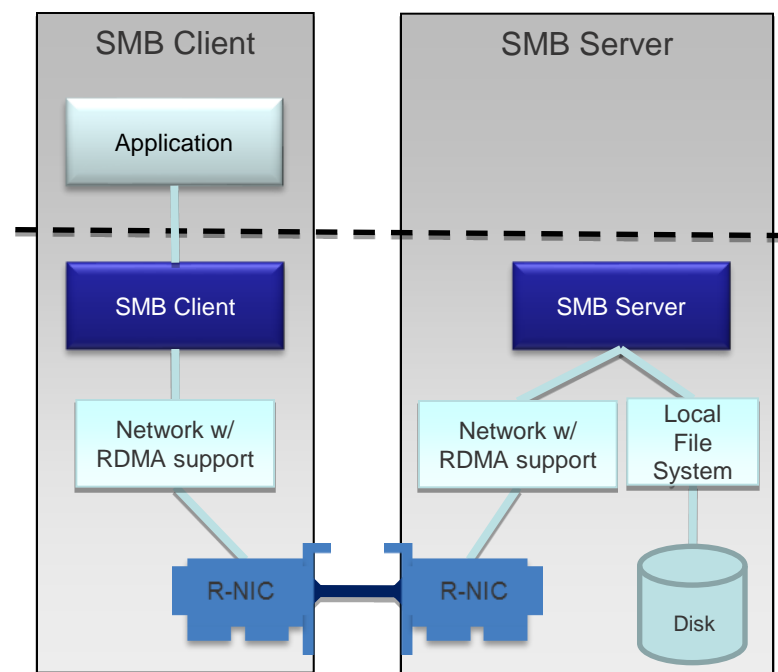 SMB Client
SMB Server
Application
SMB Client
SMB Server
Network w/
RDMA support
Network w/
RDMA support
Local
File
System
R-NIC
R-NIC
Disk